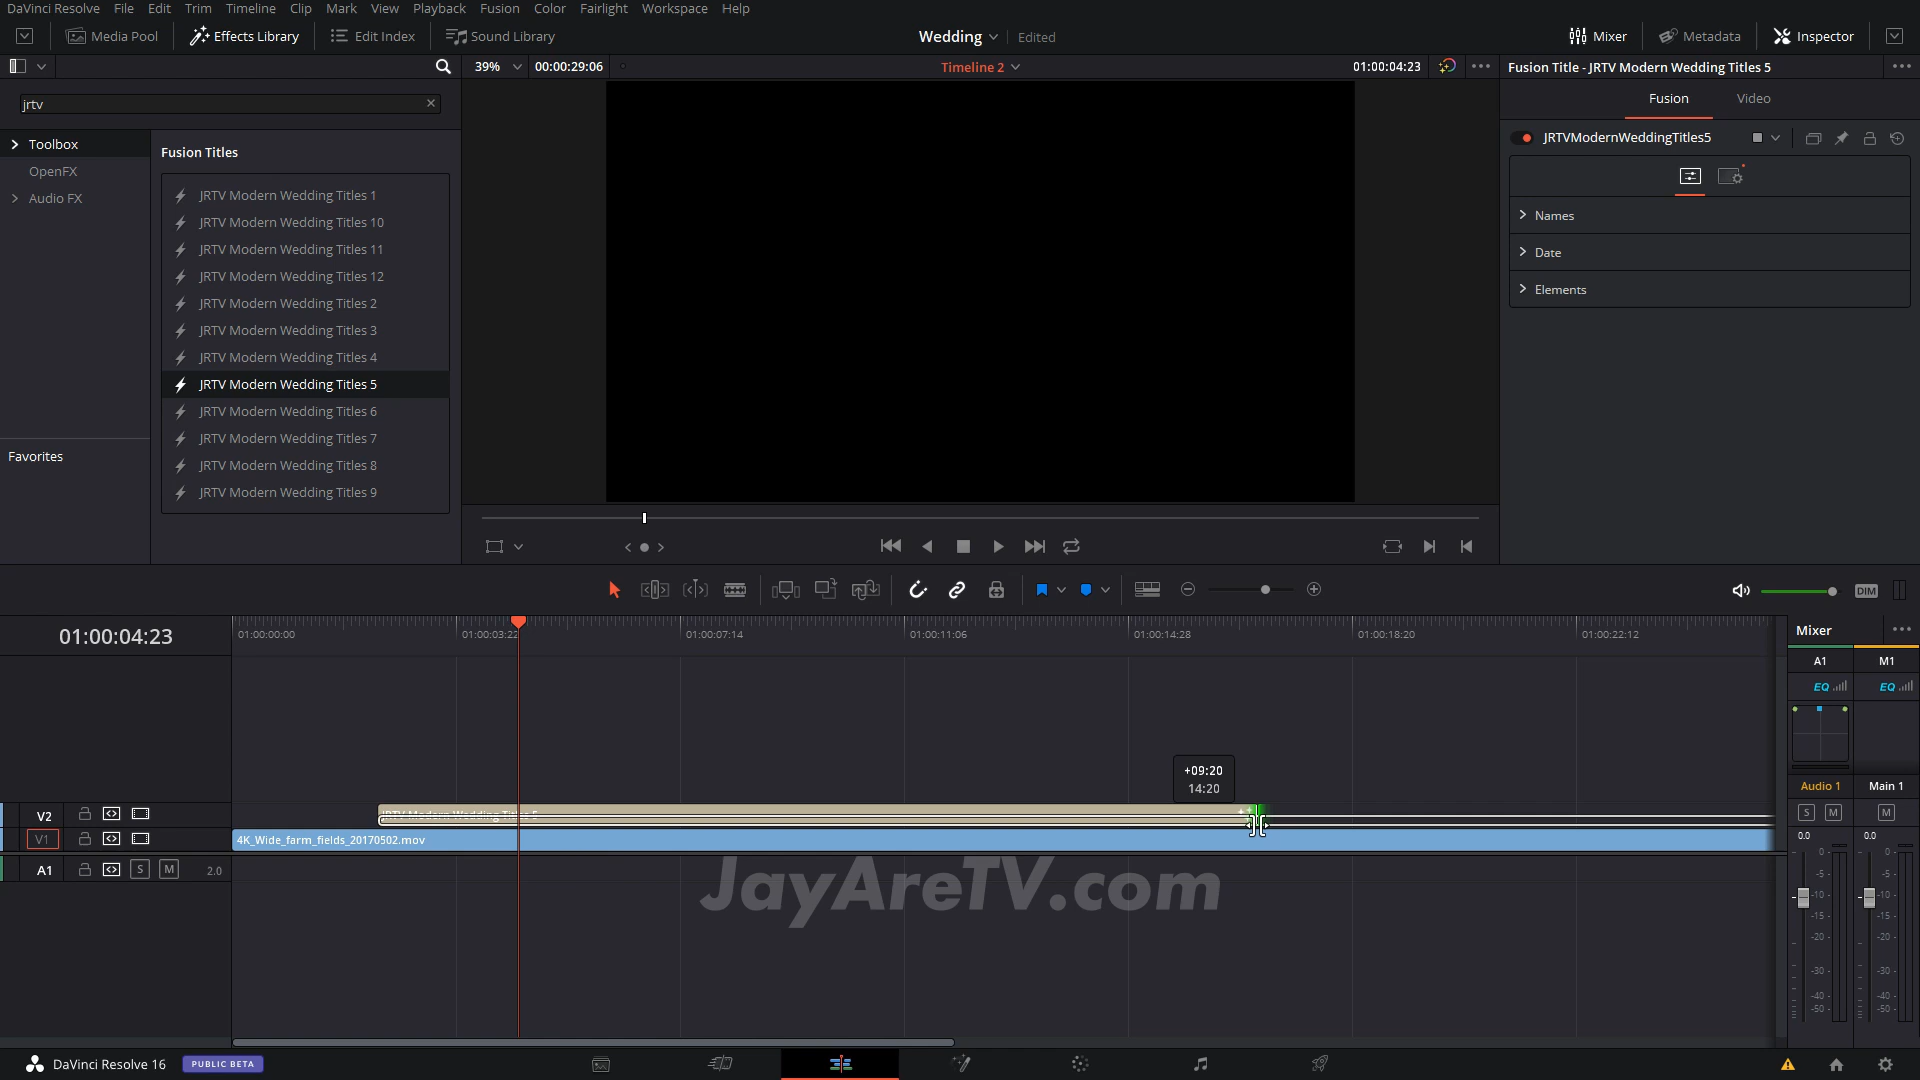 DaVinci Resolve File Edit Trim Timeline Clip Mark View Playback Fusion Color Fairlight Workspace Help
Media Pool Effects Library Edit Index Sound Library Wedding Edited Mixer Metadata Inspector
39% 00:00:29:06 Timeline 2 01:00:04:23 Fusion Title - JRTV Modern Wedding Titles 5
jrtv
Fusion Video
Toolbox
OpenFX
Audio FX
Favorites
Fusion Titles
JRTV Modern Wedding Titles 1
JRTV Modern Wedding Titles 10
JRTV Modern Wedding Titles 11
JRTV Modern Wedding Titles 12
JRTV Modern Wedding Titles 2
JRTV Modern Wedding Titles 3
JRTV Modern Wedding Titles 4
JRTV Modern Wedding Titles 5
JRTV Modern Wedding Titles 6
JRTV Modern Wedding Titles 7
JRTV Modern Wedding Titles 8
JRTV Modern Wedding Titles 9
JRTVModernWeddingTitles5
Names
Date
Elements
DIM
01:00:04:23
01:00:00:00 01:00:03:22 01:00:07:14 01:00:11:06 01:00:14:28 01:00:18:20 01:00:22:12
+09:20
14:20
V2 JRTV Modern Wedding Titles 5
V1 4K_Wide_farm_fields_20170502.mov
A1 S M 2.0
JayAreTV.com
Mixer
A1 M1
EQ EQ
Audio 1 Main 1
S M M
0.0 0.0
0 0
-5 -5
-10 -10
-15 -15
-20 -20
-30 -30
-40 -40
-50 -50
DaVinci Resolve 16 PUBLIC BETA